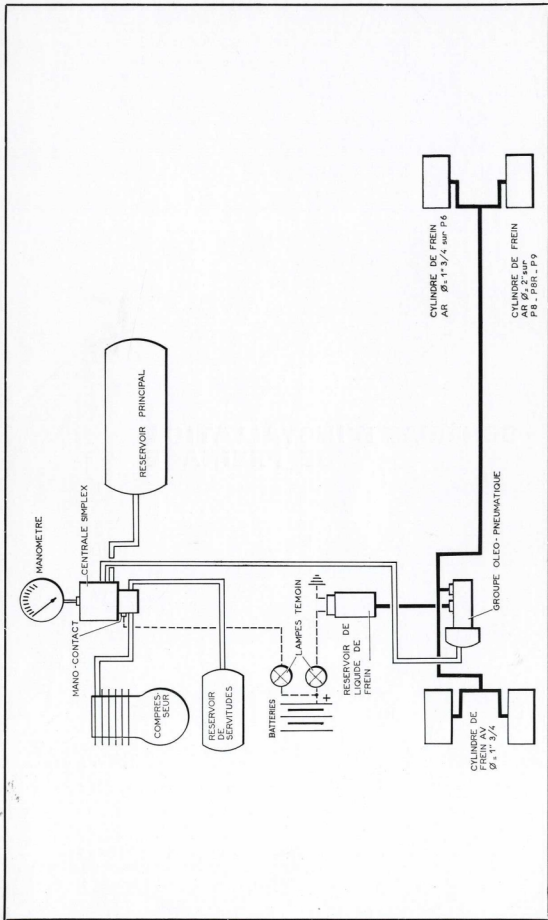 MANOMETRE
CENTRALE SIMPLEX
MANO-CONTACT
RESERVOIR PRINCIPAL
COMPRES-
SEUR
RESERVOIR
DE
SERVITUDES
LAMPES TEMOIN
BATTERIES
+
RESERVOIR DE
LIQUIDE DE
FREIN
GROUPE OLEO-PNEUMATIQUE
CYLINDRE DE
FREIN AV
Ø = 1" 3/4
CYLINDRE DE FREIN
AR Ø = 1" 3/4 sur P6
CYLINDRE DE FREIN
AR Ø = 2" sur
P8 _ P8R _ P9